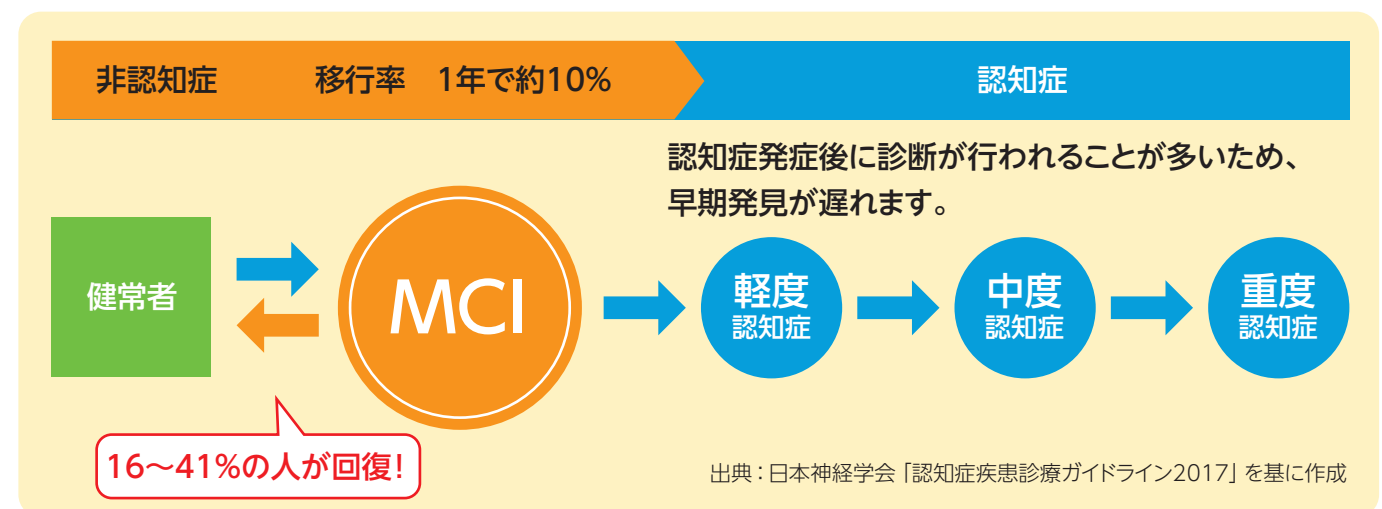 非認知症 移行率 1年で約10%
認知症
認知症発症後に診断が行われることが多いため、
早期発見が遅れます。
健常者
MCI
軽度
認知症
中度
認知症
重度
認知症
16～41%の人が回復！
出典：日本神経学会「認知症疾患診療ガイドライン2017」を基に作成